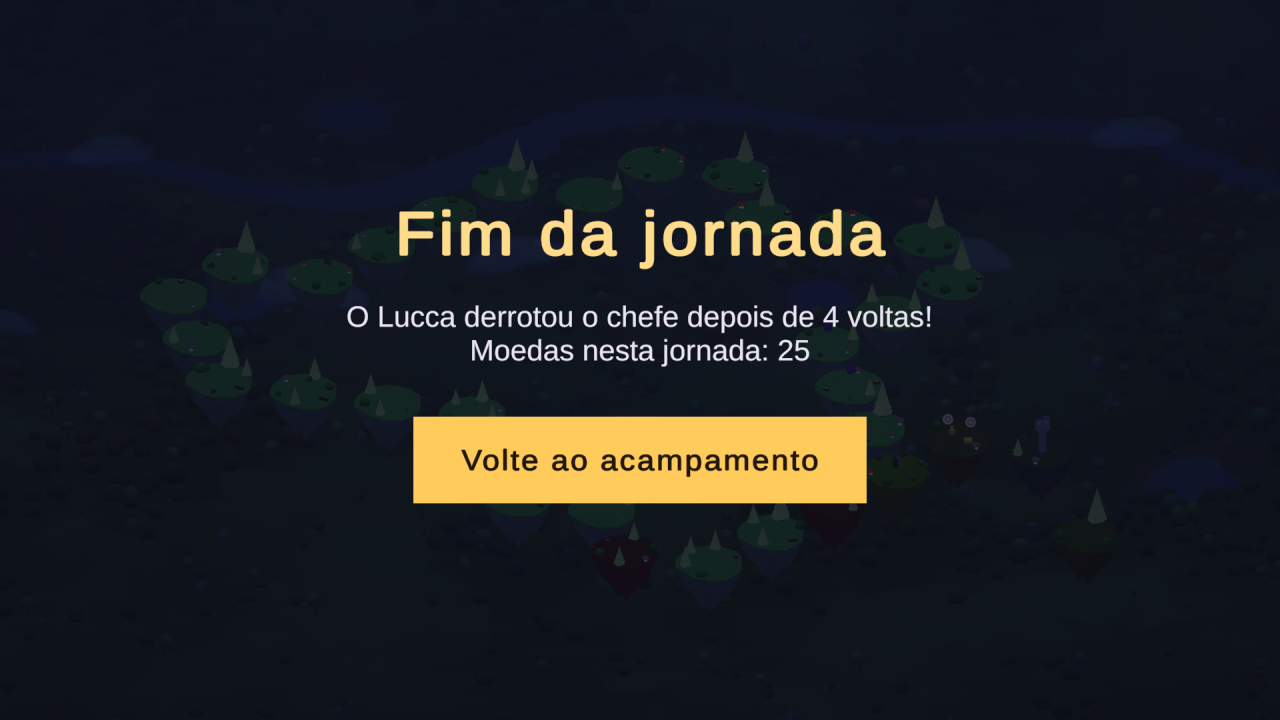 Fim da jornada
O Lucca derrotou o chefe depois de 4 voltas!
Moedas nesta jornada: 25
Volte ao acampamento